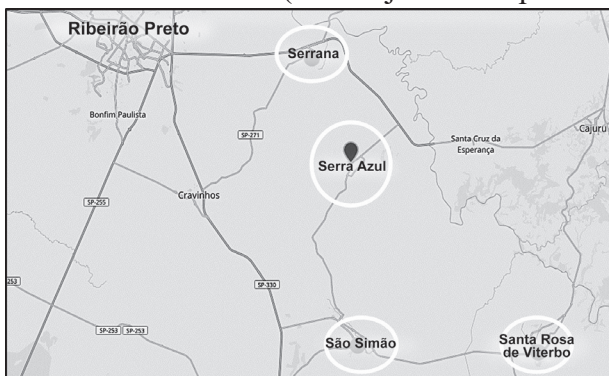 Ribeirão Preto
Serrana
Bonfim Paulista
SP-271
Santa Cruz da
Esperança
Cajuru
Serra Azul
Cravinhos
SP-255
SP-330
253
SP-253 SP-253
São Simão
Santa Rosa
de Viterbo